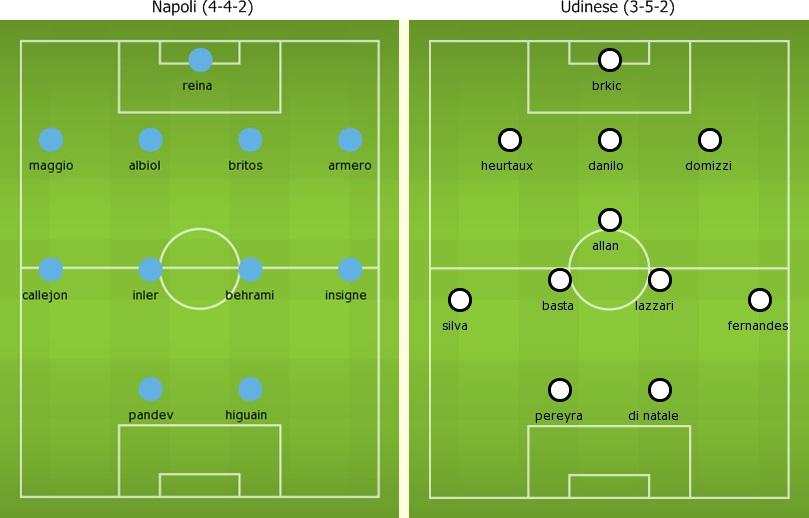 Napoli (4-4-2)
reina
maggio albiol britos armero
callejon inler behrami insigne
pandev higuain
Udinese (3-5-2)
brkic
heurtaux danilo domizzi
allan
basta lazzari
silva fernandes
pereyra di natale